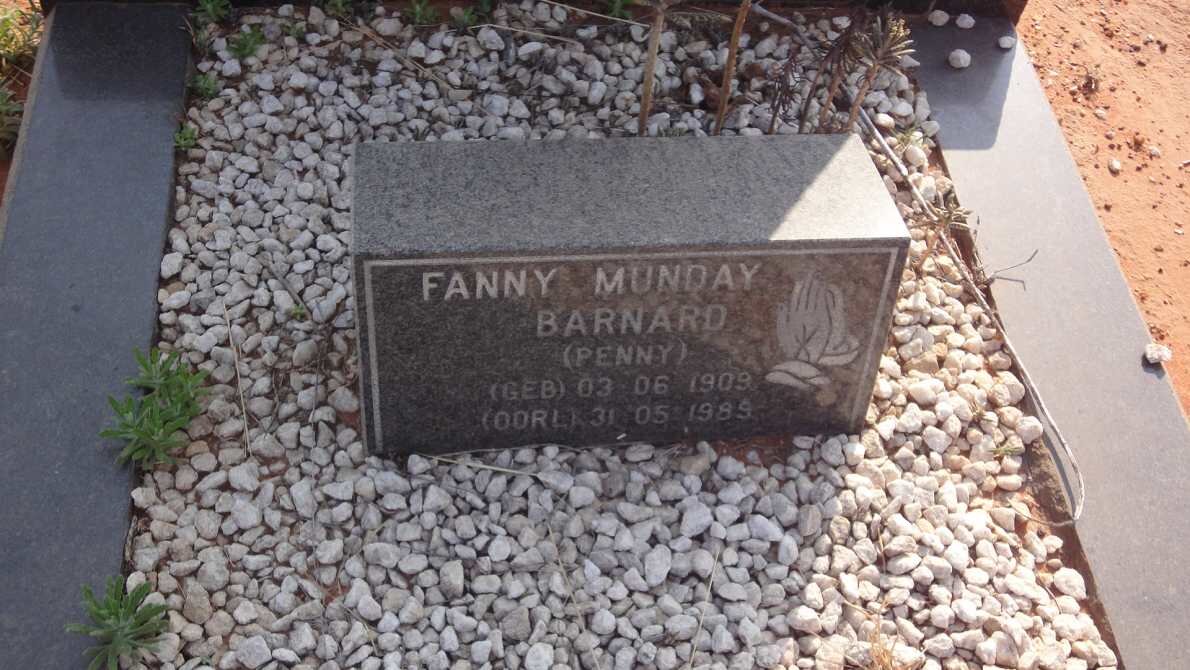 FANNY MUNDAY
BARNARD
(PENNY)
(GEB) 03 06 1909
(OORL) 31 05 1989